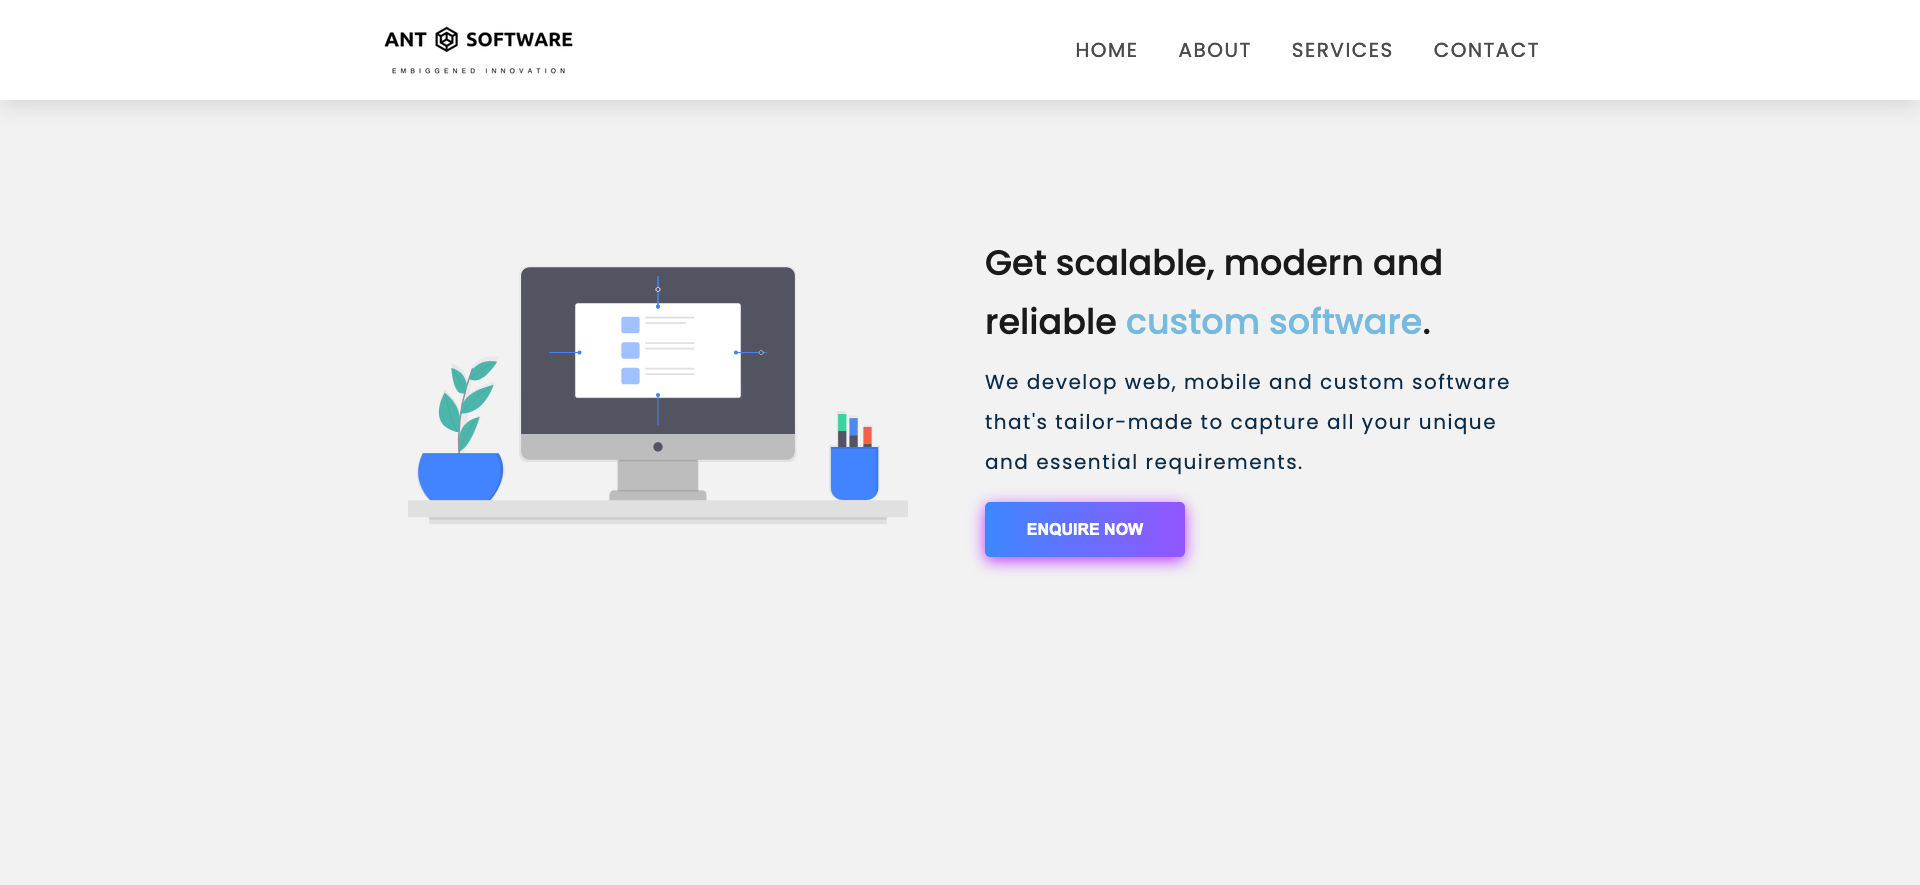 ANT SOFTWARE
EMBIGGENED INNOVATION
HOME ABOUT SERVICES CONTACT
Get scalable, modern and
reliable custom software.
We develop web, mobile and custom software
that's tailor-made to capture all your unique
and essential requirements.
ENQUIRE NOW